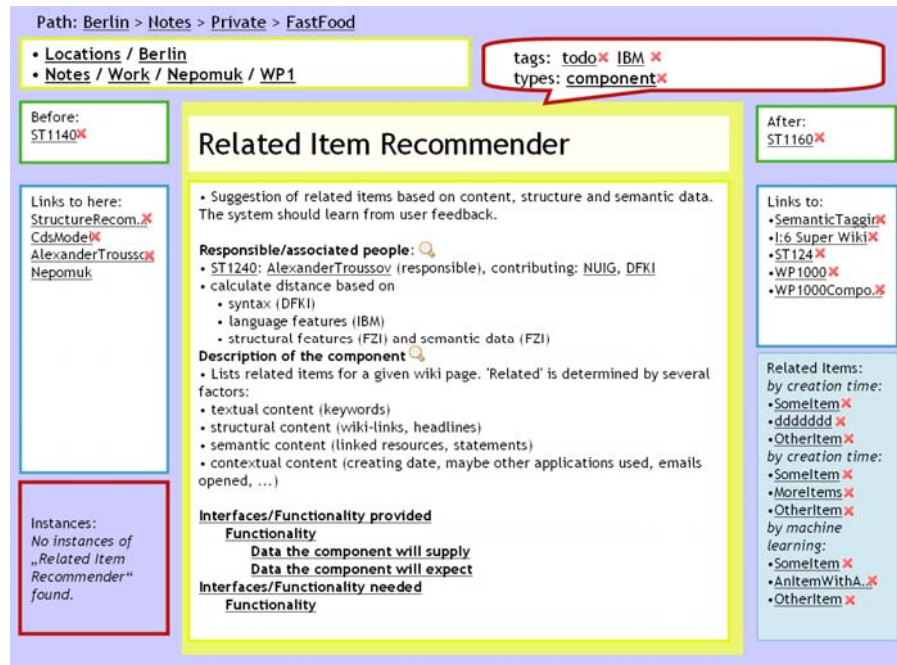 Path: Berlin > Notes > Private > FastFood
• Locations / Berlin
• Notes / Work / Nepomuk / WP1
tags: todo IBM
types: component
Before:
ST1140
Links to here:
StructureRecom..
CdsModel
AlexanderTrousso
Nepomuk
Instances:
No instances of
„Related Item
Recommender“
found.
Related Item Recommender
• Suggestion of related items based on content, structure and semantic data.
The system should learn from user feedback.
Responsible/associated people:
• ST1240: AlexanderTroussov (responsible), contributing: NUIG, DFKI
• calculate distance based on
• syntax (DFKI)
• language features (IBM)
• structural features (FZI) and semantic data (FZI)
Description of the component
• Lists related items for a given wiki page. 'Related' is determined by several
factors:
• textual content (keywords)
• structural content (wiki-links, headlines)
• semantic content (linked resources, statements)
• contextual content (creating date, maybe other applications used, emails
opened, ...)
Interfaces/Functionality provided
Functionality
Data the component will supply
Data the component will expect
Interfaces/Functionality needed
Functionality
After:
ST1160
Links to:
•SemanticTaggin
•I:6 Super Wiki
•ST124
•WP1000
•WP1000Compo..
Related Items:
by creation time:
•SomeItem
•ddddddd
•OtherItem
by creation time:
•SomeItem
•MoreItems
•OtherItem
by machine
learning:
•SomeItem
•AnItemWithA..
•OtherItem